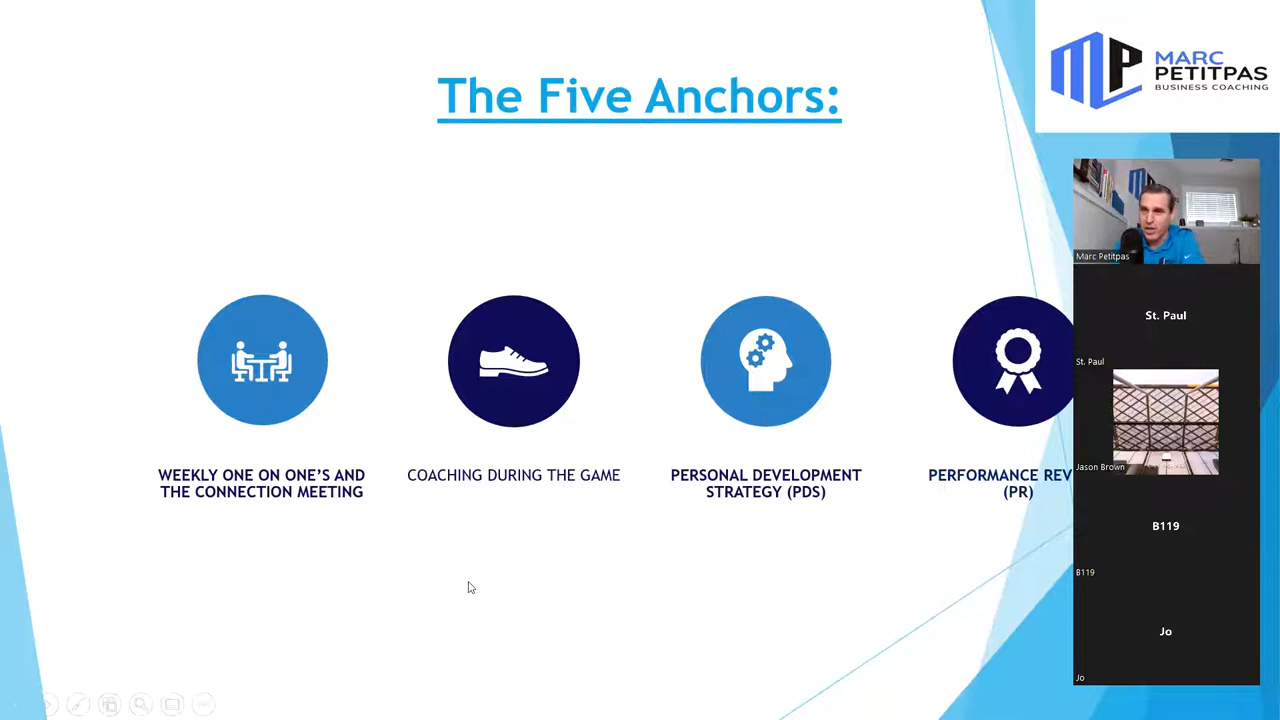 The Five Anchors:
MARC
PETITPAS
BUSINESS COACHING
WEEKLY ONE ON ONE'S AND
THE CONNECTION MEETING
COACHING DURING THE GAME
PERSONAL DEVELOPMENT
STRATEGY (PDS)
PERFORMANCE REV
(PR)
Marc Petitpas
St. Paul
St. Paul
Jason Brown
B119
B119
Jo
Jo